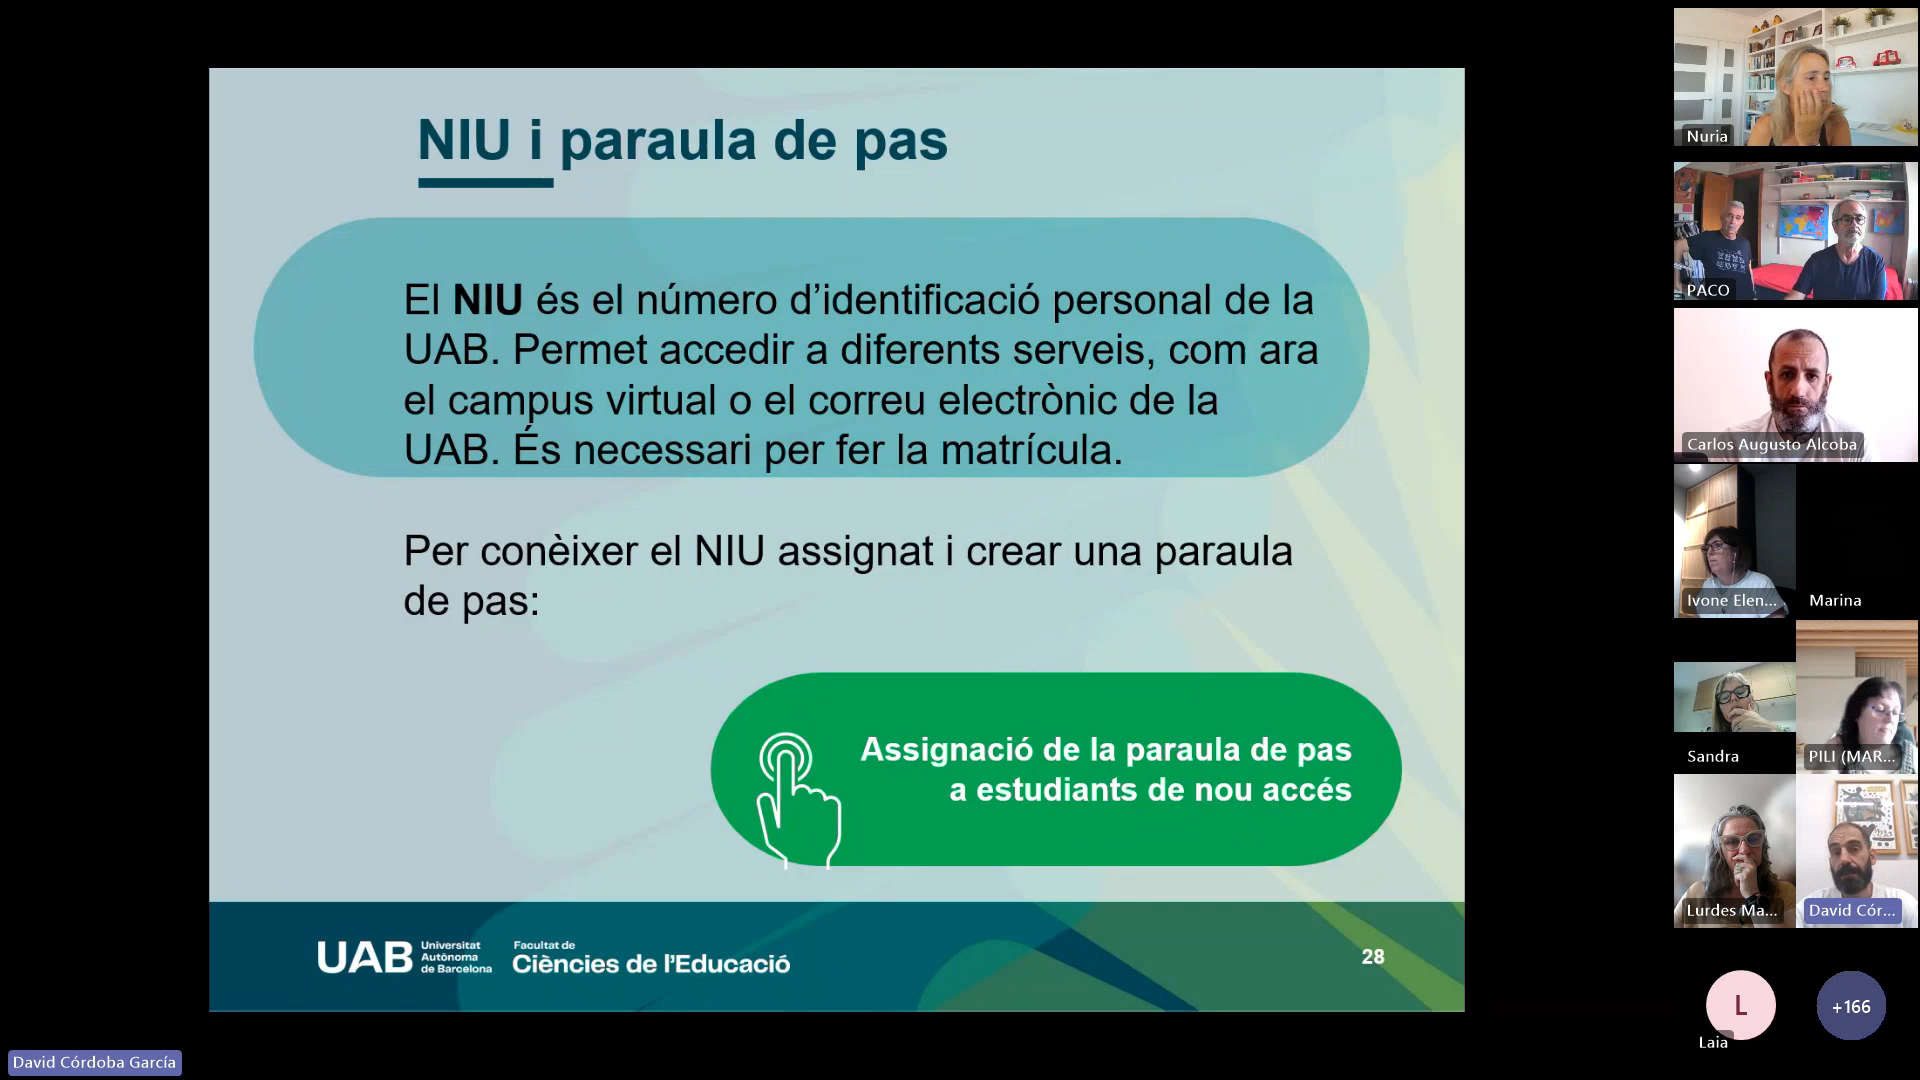 NIU i paraula de pas
El NIU és el número d’identificació personal de la
UAB. Permet accedir a diferents serveis, com ara
el campus virtual o el correu electrònic de la
UAB. És necessari per fer la matrícula.
Per conèixer el NIU assignat i crear una paraula
de pas:
Assignació de la paraula de pas
a estudiants de nou accés
UAB
Universitat
Autònoma
de Barcelona
Facultat de
Ciències de l'Educació
28
David Córdoba García
Nuria
PACO
Carlos Augusto Alcoba
Ivone Elen...
Marina
Sandra
PILI (MAR...
Lurdes Ma...
David Cór...
L
Laia
+166